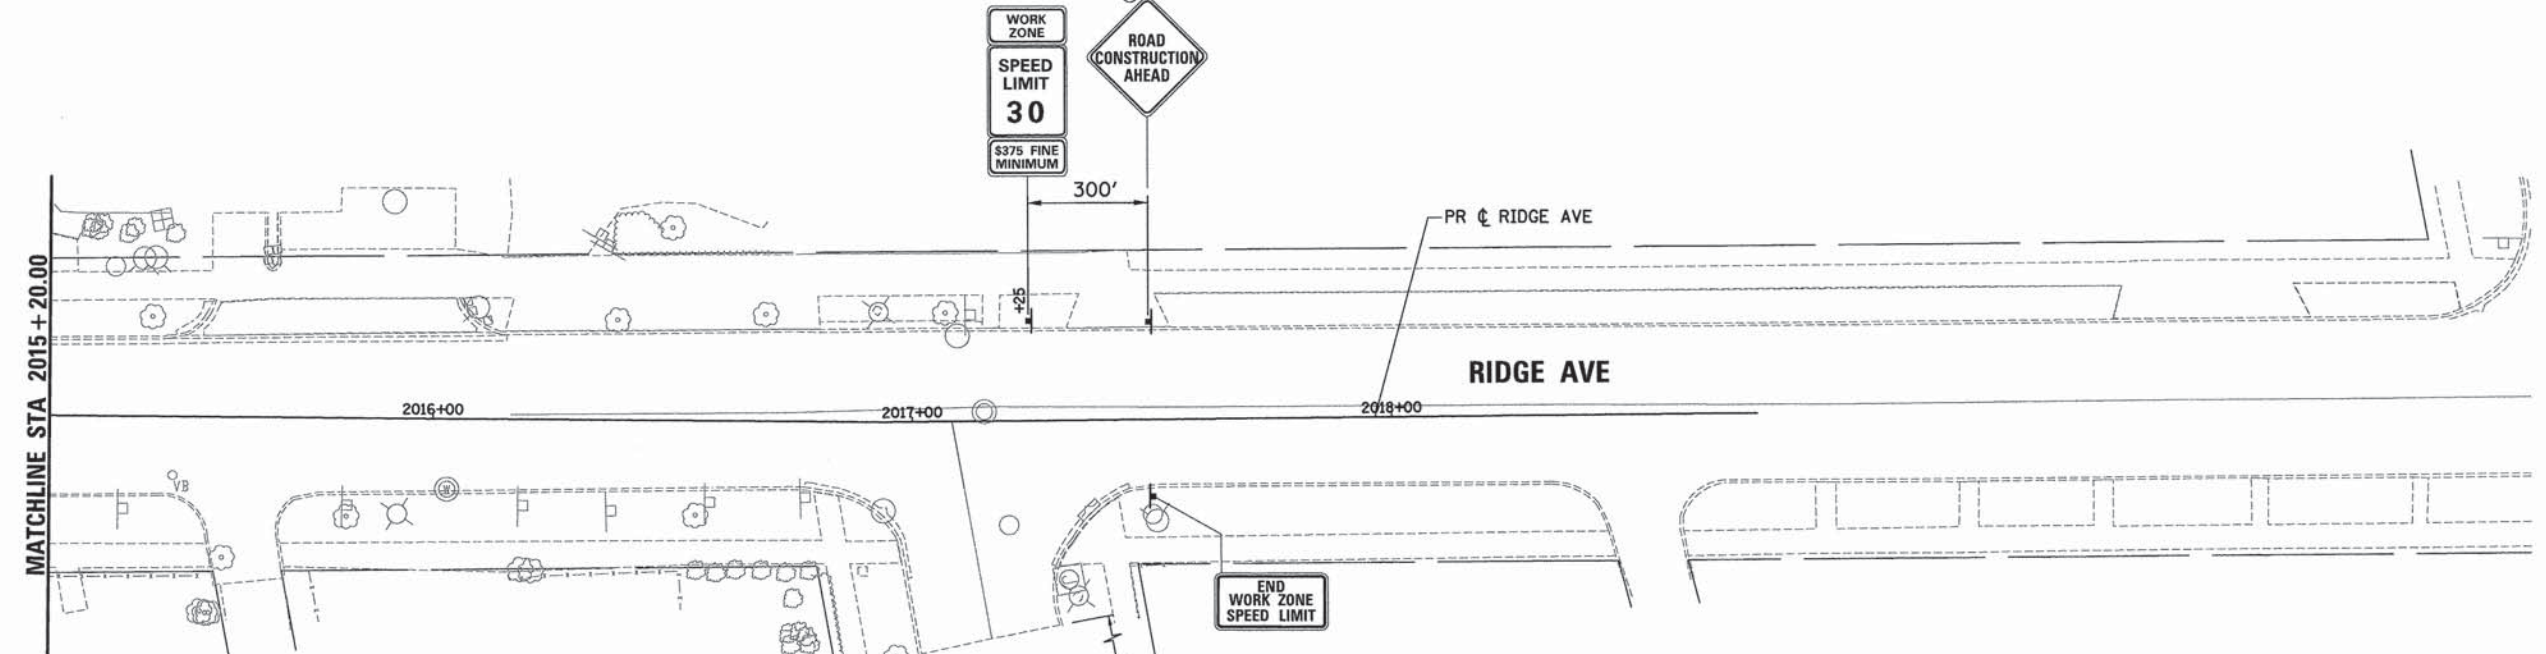 WORK
ZONE
SPEED
LIMIT
30
$375 FINE
MINIMUM
ROAD
CONSTRUCTION
AHEAD
300'
PR ℄ RIDGE AVE
+25
MATCHLINE STA 2015 + 20.00
RIDGE AVE
2016+00
2017+00
2018+00
VB
W
END
WORK ZONE
SPEED LIMIT